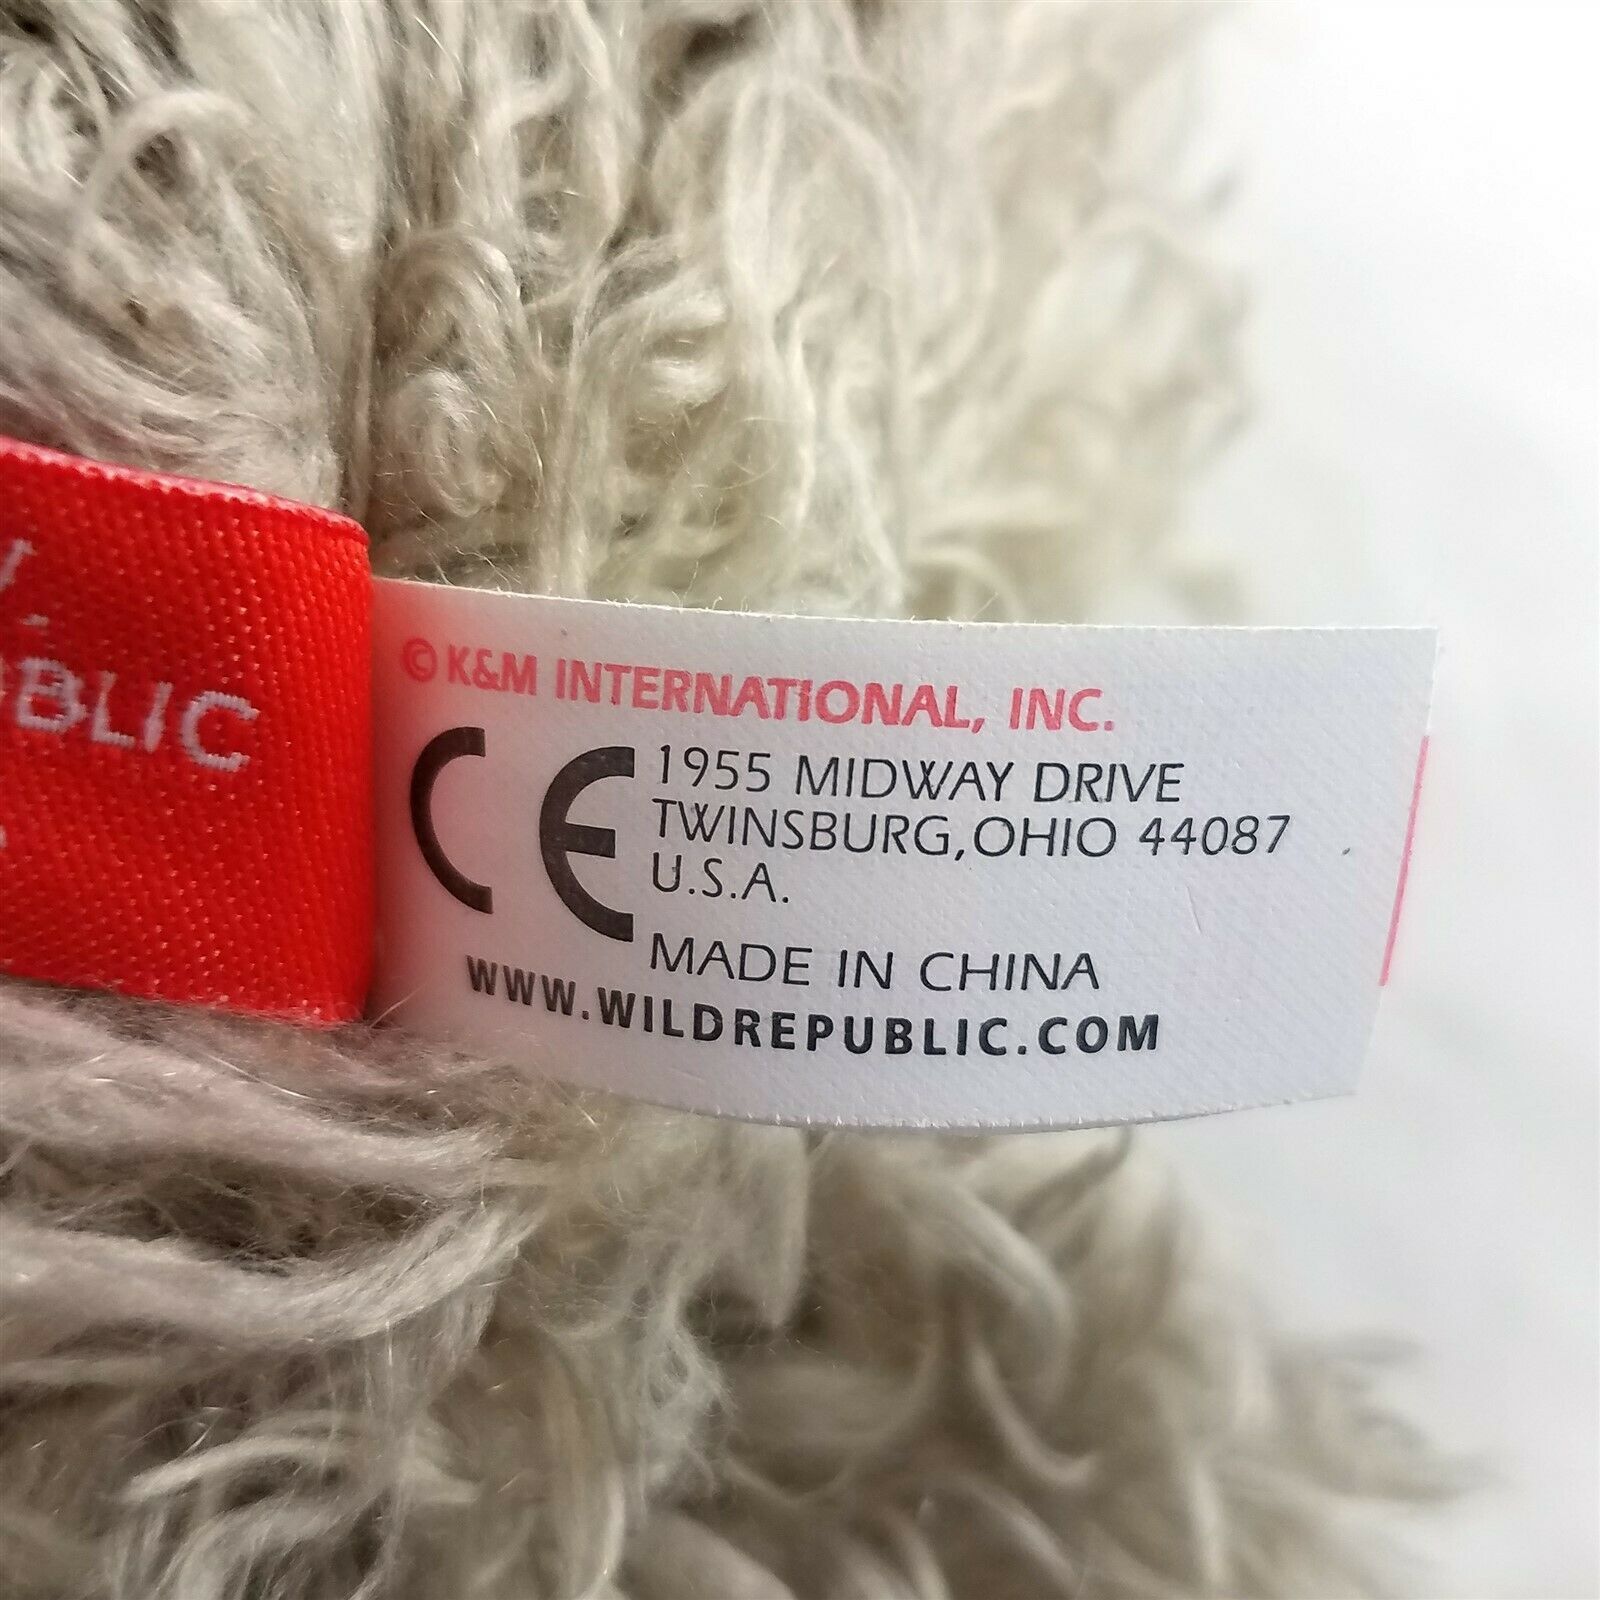 BLIC
© K&M INTERNATIONAL, INC.
CE
1955 MIDWAY DRIVE
TWINSBURG,OHIO 44087
U.S.A.
MADE IN CHINA
WWW.WILDREPUBLIC.COM